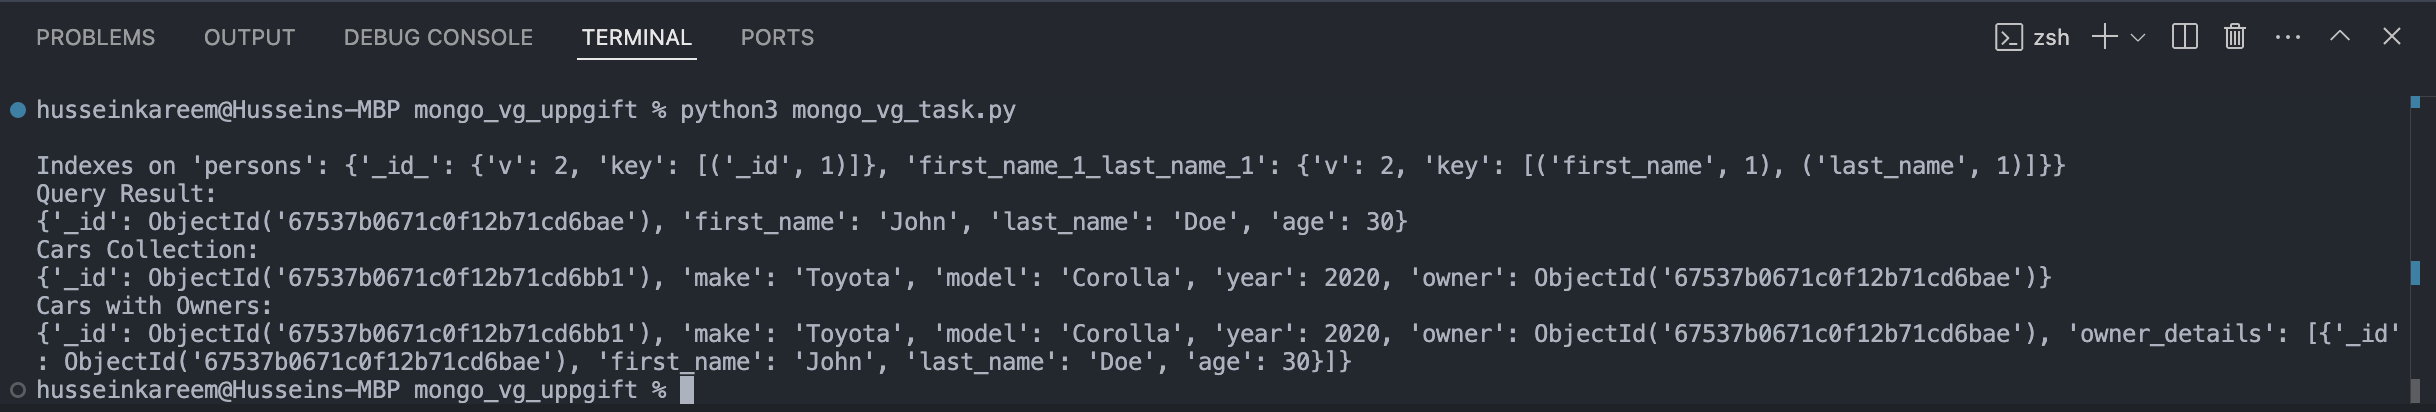 PROBLEMS OUTPUT DEBUG CONSOLE TERMINAL PORTS zsh
husseinkareem@Husseins-MBP mongo_vg_uppgift % python3 mongo_vg_task.py
Indexes on 'persons': {'_id_': {'v': 2, 'key': [('_id', 1)]}, 'first_name_1_last_name_1': {'v': 2, 'key': [('first_name', 1), ('last_name', 1)]}}
Query Result:
{'_id': ObjectId('67537b0671c0f12b71cd6bae'), 'first_name': 'John', 'last_name': 'Doe', 'age': 30}
Cars Collection:
{'_id': ObjectId('67537b0671c0f12b71cd6bb1'), 'make': 'Toyota', 'model': 'Corolla', 'year': 2020, 'owner': ObjectId('67537b0671c0f12b71cd6bae')}
Cars with Owners:
{'_id': ObjectId('67537b0671c0f12b71cd6bb1'), 'make': 'Toyota', 'model': 'Corolla', 'year': 2020, 'owner': ObjectId('67537b0671c0f12b71cd6bae'), 'owner_details': [{'_id'
: ObjectId('67537b0671c0f12b71cd6bae'), 'first_name': 'John', 'last_name': 'Doe', 'age': 30}]}
husseinkareem@Husseins-MBP mongo_vg_uppgift %